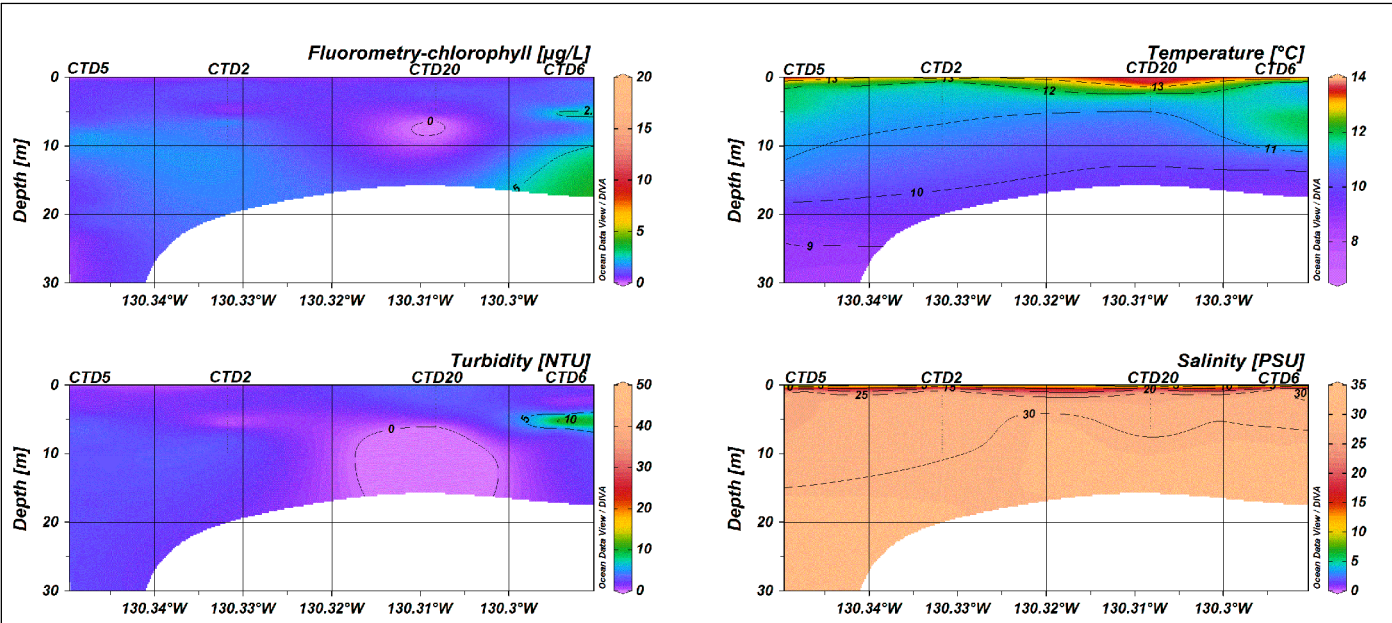 Fluorometry-chlorophyll [µg/L]
CTD5 CTD2 CTD20 CTD6
Depth [m]
0
10
20
30
0
2.
5
130.34°W 130.33°W 130.32°W 130.31°W 130.3°W
20
15
10
5
0
Ocean Data View / DIVA
Temperature [°C]
CTD5 CTD2 CTD20 CTD6
Depth [m]
0
10
20
30
13 13 13 13
12
11
10
9
130.34°W 130.33°W 130.32°W 130.31°W 130.3°W
14
12
10
8
Ocean Data View / DIVA
Turbidity [NTU]
CTD5 CTD2 CTD20 CTD6
Depth [m]
0
10
20
30
0
5
10
130.34°W 130.33°W 130.32°W 130.31°W 130.3°W
50
40
30
20
10
0
Ocean Data View / DIVA
Salinity [PSU]
CTD5 CTD2 CTD20 CTD6
Depth [m]
0
10
20
30
25 15 20 30
30
130.34°W 130.33°W 130.32°W 130.31°W 130.3°W
35
30
25
20
15
10
5
0
Ocean Data View / DIVA